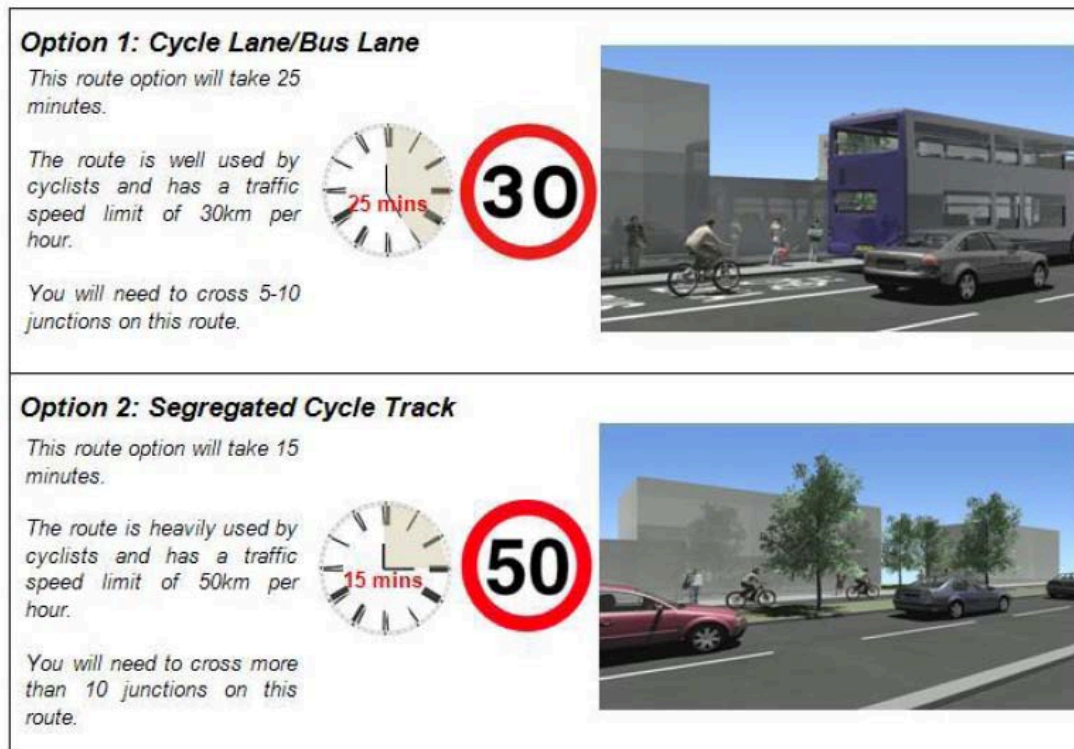 Option 1: Cycle Lane/Bus Lane
This route option will take 25
minutes.
The route is well used by
cyclists and has a traffic
speed limit of 30km per
hour.
You will need to cross 5-10
junctions on this route.
25 mins
30
Option 2: Segregated Cycle Track
This route option will take 15
minutes.
The route is heavily used by
cyclists and has a traffic
speed limit of 50km per
hour.
You will need to cross more
than 10 junctions on this
route.
15 mins
50